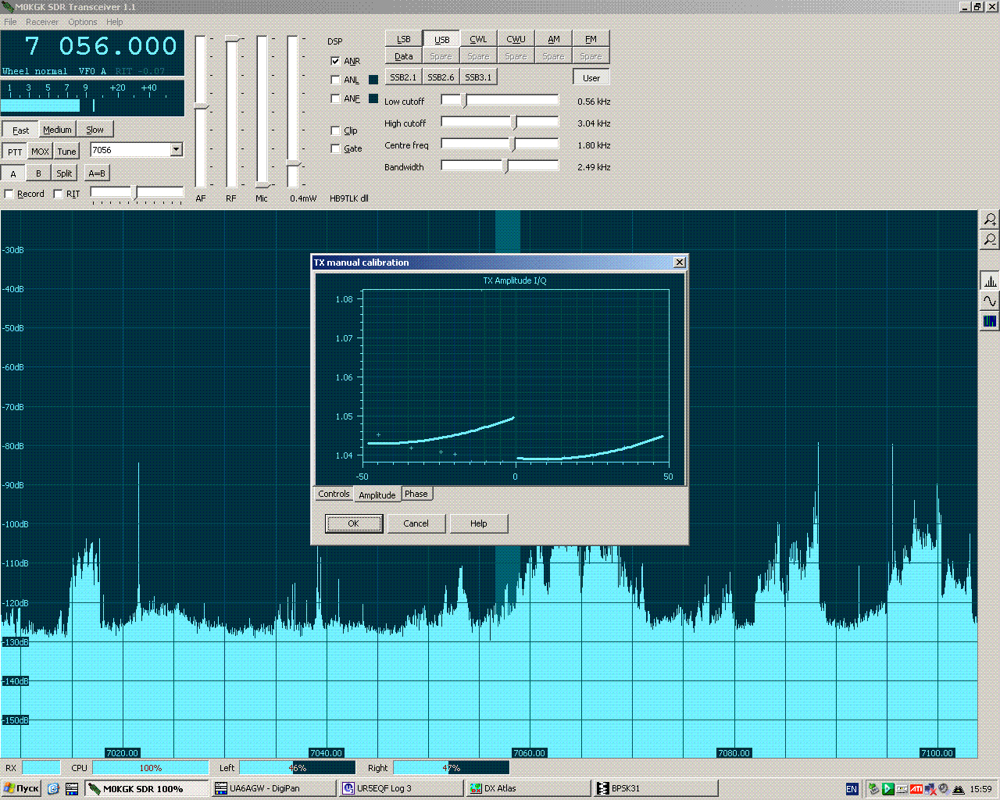 M0KGK SDR Transceiver 1.1
File Receiver Options Help
7 056.000
Wheel normal VFO A RIT -0.07
1 3 5 7 9 +20 +40
Fast Medium Slow
PTT MOX Tune 7056
A B Split A=B
Record RIT
AF RF Mic 0.4mW HB9TLK dll
DSP
ANR
ANL
ANF
Clip
Gate
LSB USB CWL CWU AM FM
Data Spare Spare Spare Spare Spare
SSB2.1 SSB2.6 SSB3.1 User
Low cutoff 0.56 kHz
High cutoff 3.04 kHz
Centre freq 1.80 kHz
Bandwidth 2.49 kHz
-30dB
-40dB
-50dB
-60dB
-70dB
-80dB
-90dB
-100dB
-110dB
-120dB
-130dB
-140dB
-150dB
TX manual calibration
TX Amplitude I/Q
1.08
1.07
1.06
1.05
1.04
-50 0 50
Controls Amplitude Phase
OK Cancel Help
7020.00 7040.00 7060.00 7080.00 7100.00
RX CPU 100% Left 46% Right 47%
Пуск M0KGK SDR 100% UA6AGW - DigiPan UR5EQF Log 3 DX Atlas BPSK31 EN ATI 15:59